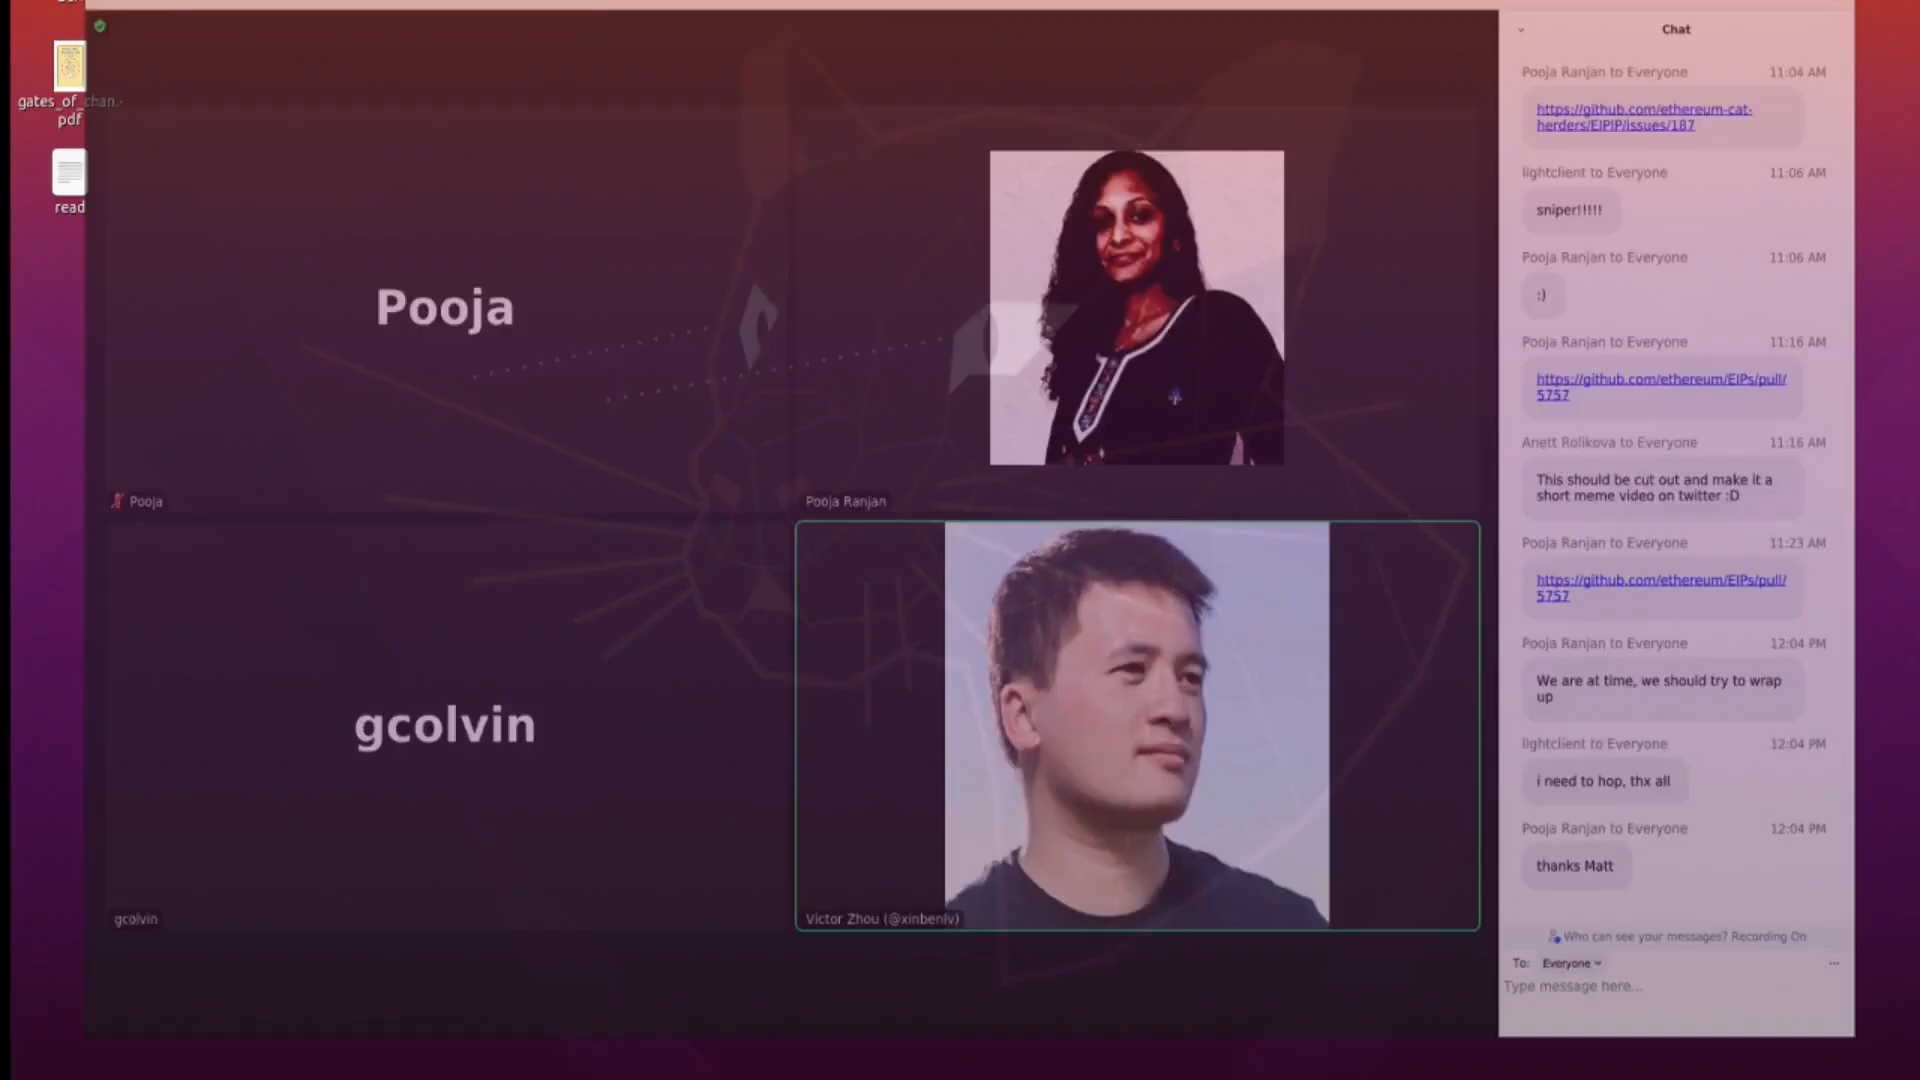 gates_of_chan.-
pdf
read
Pooja
Pooja
Pooja Ranjan
gcolvin
gcolvin
Victor Zhou (@xinbenlv)
Chat
Pooja Ranjan to Everyone 11:04 AM
https://github.com/ethereum-cat-
herders/EIPIP/issues/187
lightclient to Everyone 11:06 AM
sniper!!!!!
Pooja Ranjan to Everyone 11:06 AM
:)
Pooja Ranjan to Everyone 11:16 AM
https://github.com/ethereum/EIPs/pull/
5757
Anett Rolikova to Everyone 11:16 AM
This should be cut out and make it a
short meme video on twitter :D
Pooja Ranjan to Everyone 11:23 AM
https://github.com/ethereum/EIPs/pull/
5757
Pooja Ranjan to Everyone 12:04 PM
We are at time, we should try to wrap
up
lightclient to Everyone 12:04 PM
i need to hop, thx all
Pooja Ranjan to Everyone 12:04 PM
thanks Matt
Who can see your messages? Recording On
To: Everyone
Type message here...